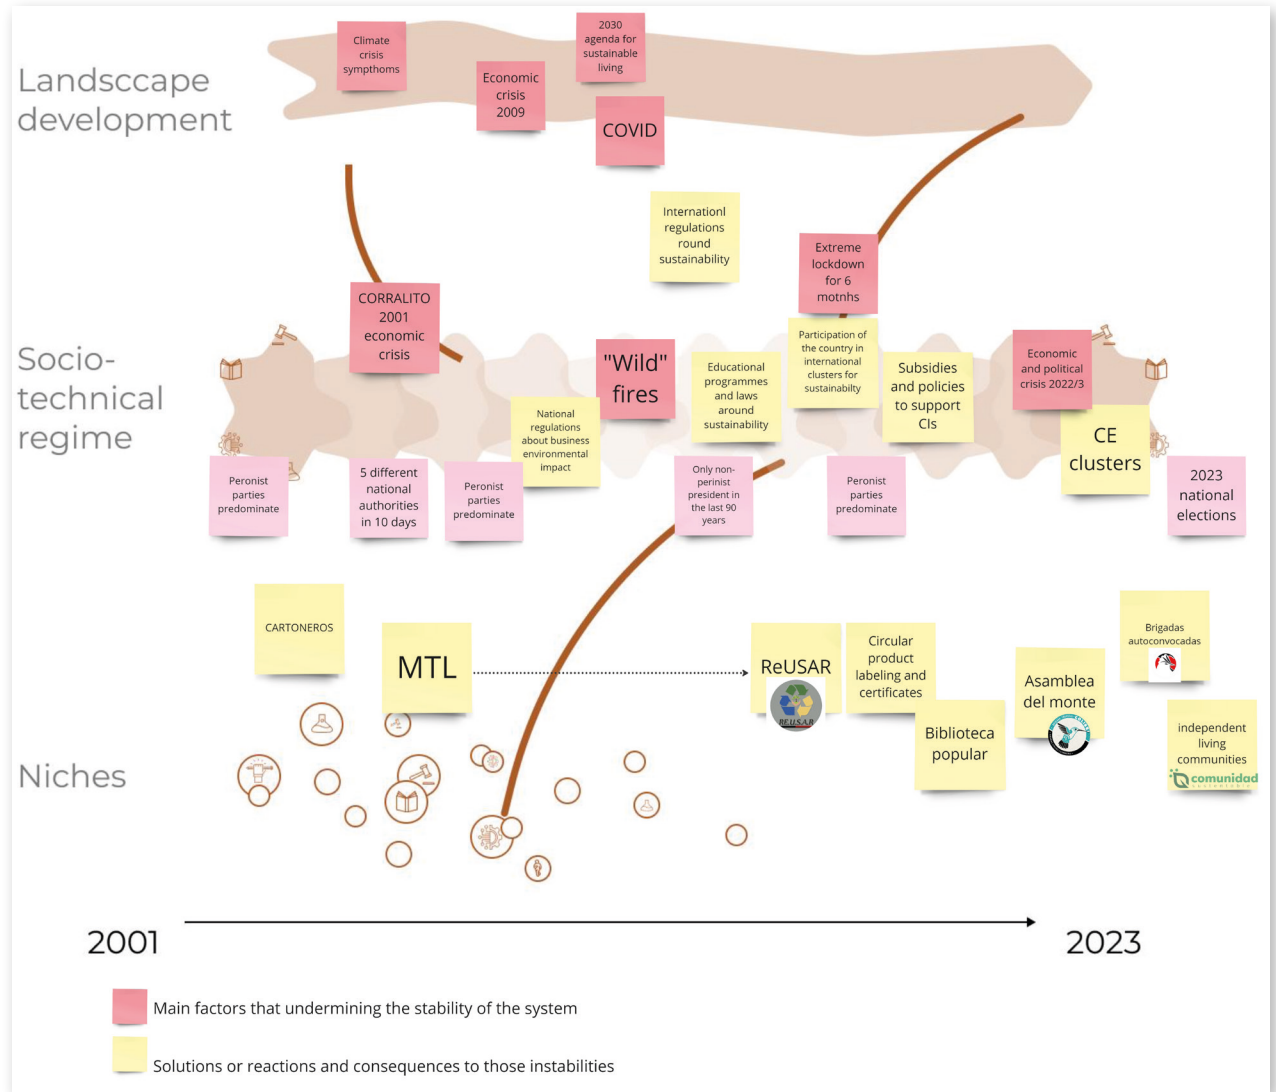 Landsccape
development
Climate
crisis
sympthoms
Economic
crisis
2009
2030
agenda for
sustainable
living
COVID
Internationl
regulations
round
sustainability
Extreme
lockdown
for 6
motnhs
Socio-
technical
regime
CORRALITO
2001
economic
crisis
"Wild"
fires
National
regulations
about business
environmental
impact
Educational
programmes
and laws
around
sustainability
Participation of
the country in
international
clusters for
sustainabilty
Subsidies
and policies
to support
CIs
Economic
and political
crisis 2022/3
CE
clusters
Peronist
parties
predominate
5 different
national
authorities
in 10 days
Peronist
parties
predominate
Only non-
perinist
president in
the last 90
years
Peronist
parties
predominate
2023
national
elections
Niches
CARTONEROS
MTL
ReUSAR
RE.U.S.A.R
Circular
product
labeling and
certificates
Biblioteca
popular
Asamblea
del monte
Brigadas
autoconvocadas
independent
living
communities
comunidad
sustentable
2001
2023
Main factors that undermining the stability of the system
Solutions or reactions and consequences to those instabilities